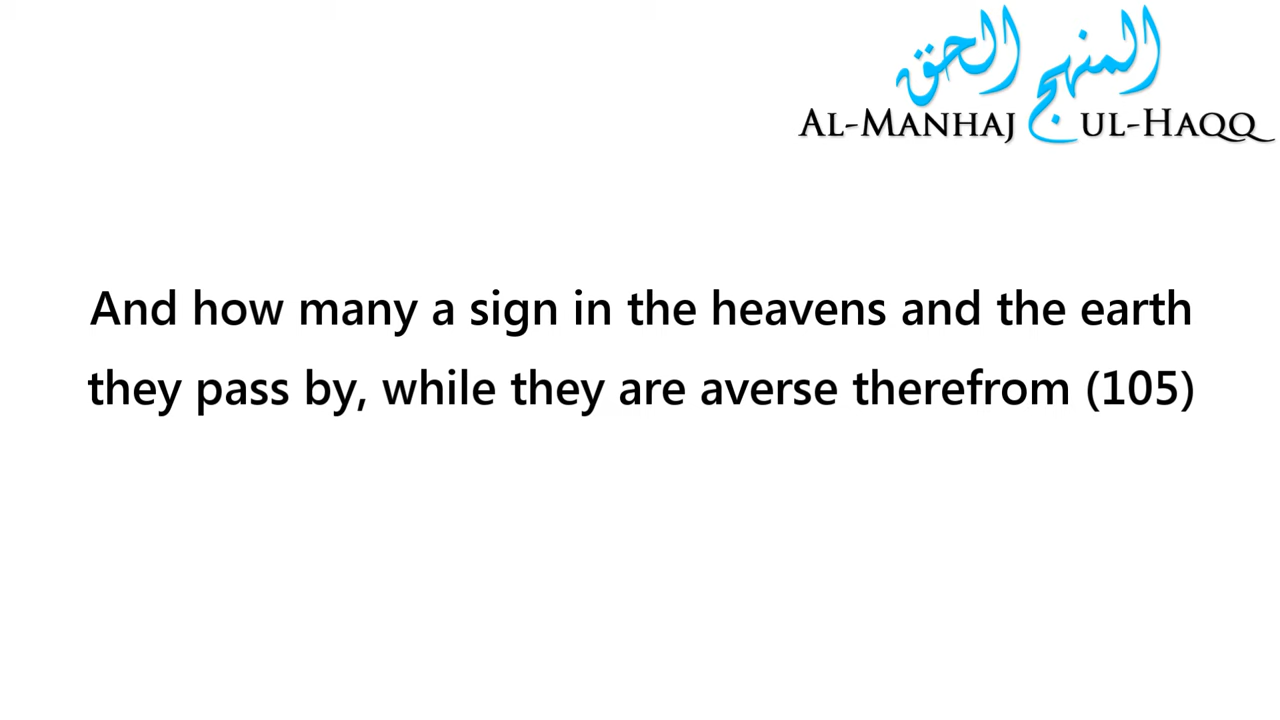 المنهج الحق
AL-MANHAJ UL-HAQQ
And how many a sign in the heavens and the earth
they pass by, while they are averse therefrom (105)